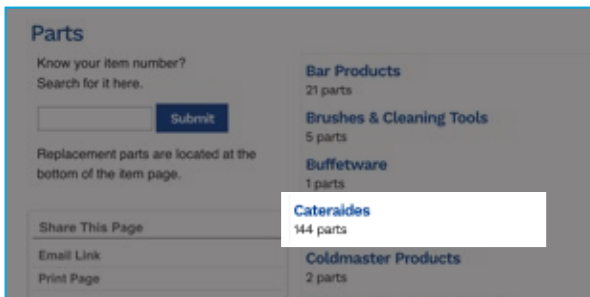 Parts
Know your item number?
Search for it here.
Submit
Replacement parts are located at the
bottom of the item page.
Share This Page
Email Link
Print Page
Bar Products
21 parts
Brushes & Cleaning Tools
5 parts
Buffetware
1 parts
Cateraides
144 parts
Coldmaster Products
2 parts